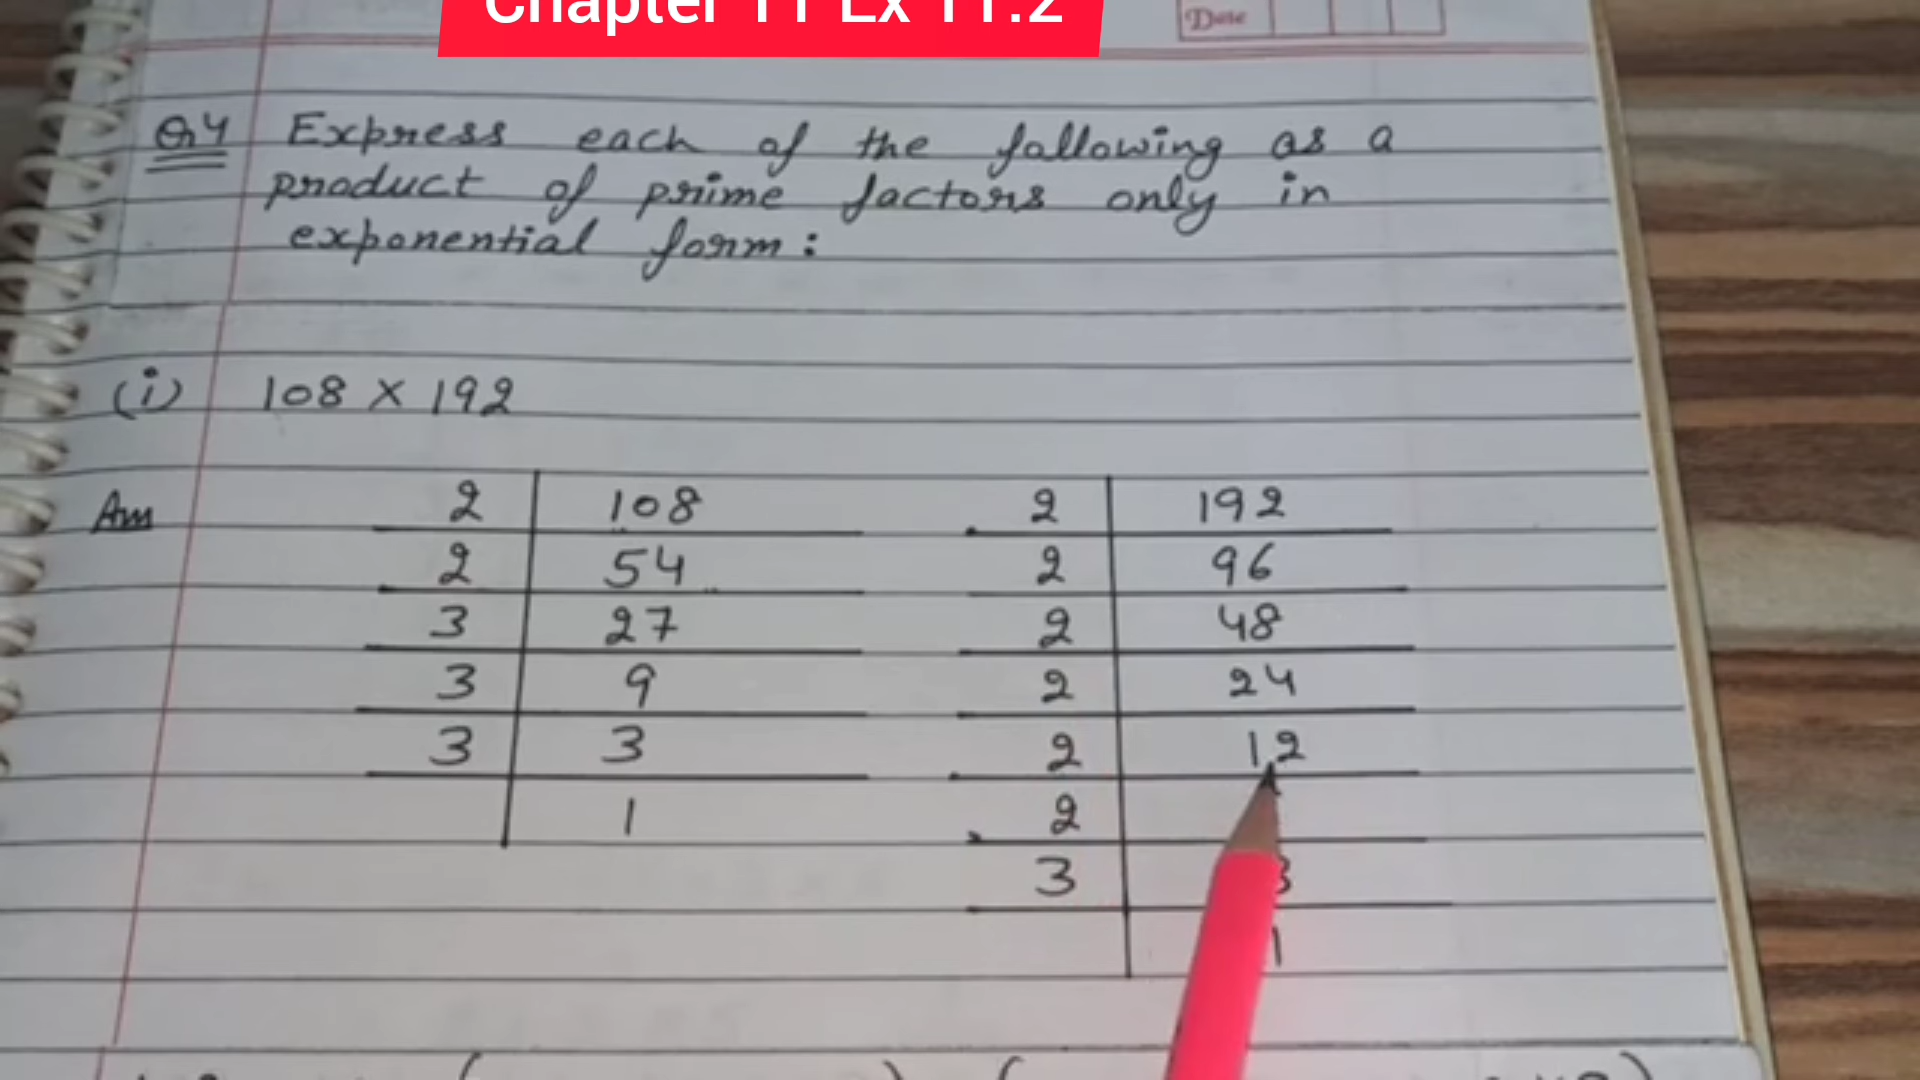 Chapter 11 Ex 11.2
Date
Q4 Express each of the following as a
product of prime factors only in
exponential form:
(i) 108 × 192
Ans 2 108 2 192
2 54 2 96
3 27 2 48
3 9 2 24
3 3 2 12
1 2
3 3
1